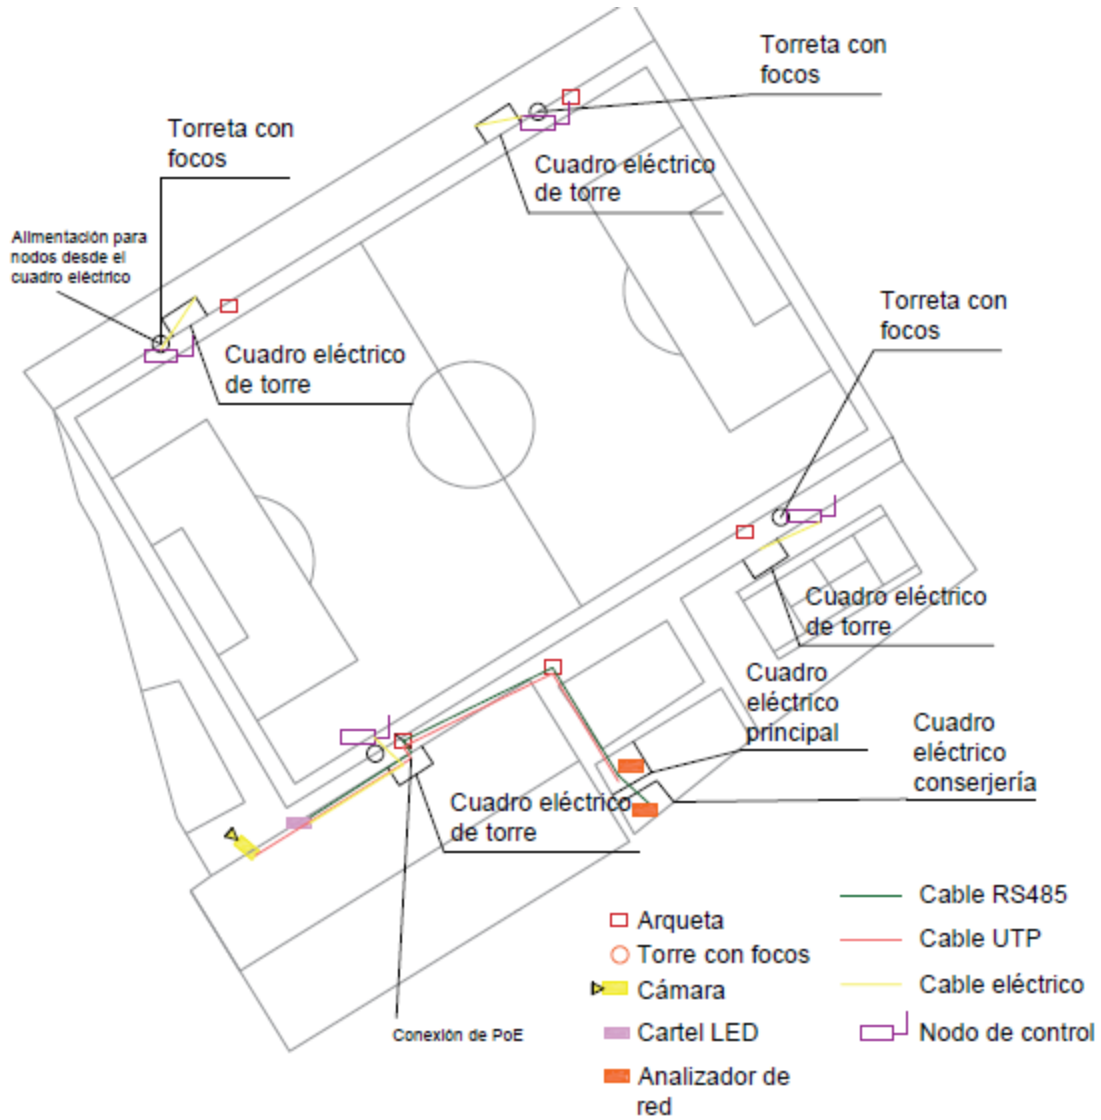 Torreta con
focos
Torreta con
focos
Cuadro eléctrico
de torre
Alimentación para
nodos desde el
cuadro eléctrico
Torreta con
focos
Cuadro eléctrico
de torre
Cuadro eléctrico
de torre
Cuadro
eléctrico
principal
Cuadro
eléctrico
conserjería
Cuadro eléctrico
de torre
Conexión de PoE
Arqueta
Torre con focos
Cámara
Cartel LED
Analizador de
red
Cable RS485
Cable UTP
Cable eléctrico
Nodo de control